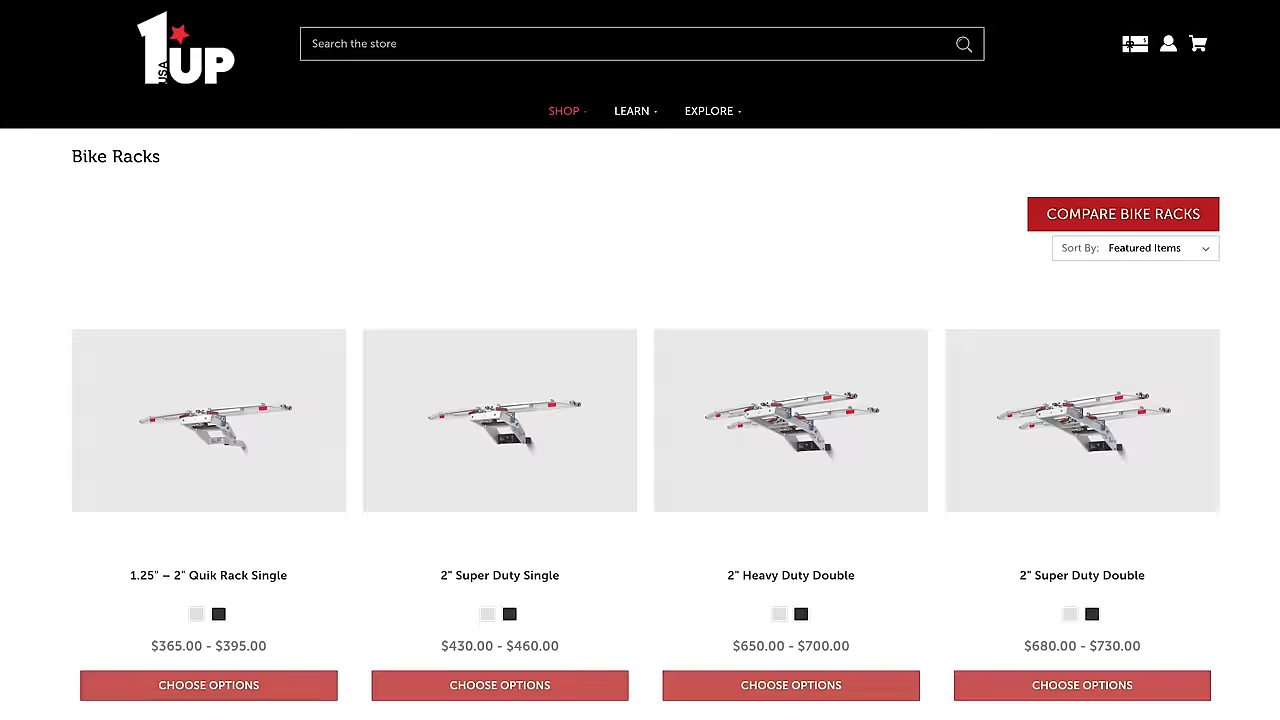 1UP
USA
Search the store
SHOP
LEARN
EXPLORE
Bike Racks
COMPARE BIKE RACKS
Sort By: Featured Items
1.25" – 2" Quik Rack Single
2" Super Duty Single
2" Heavy Duty Double
2" Super Duty Double
$365.00 - $395.00
$430.00 - $460.00
$650.00 - $700.00
$680.00 - $730.00
CHOOSE OPTIONS
CHOOSE OPTIONS
CHOOSE OPTIONS
CHOOSE OPTIONS